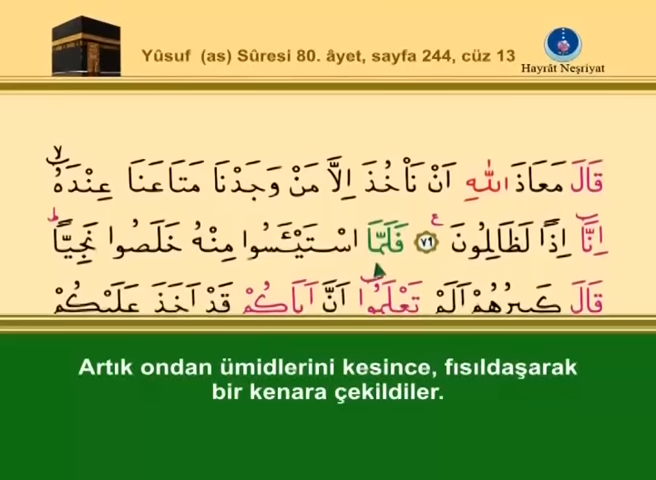 Yûsuf (as) Sûresi 80. âyet, sayfa 244, cüz 13
Hayrât Neşriyat
قَالَ مَعَاذَ اللّٰهِ اَنْ نَأْخُذَ اِلَّا مَنْ وَجَدْنَا مَتَاعَنَا عِنْدَهُٓۙ
اِنَّٓا اِذًا لَظَالِمُونَ ﴿٧٩﴾ فَلَمَّا اسْتَيْـَٔسُوا مِنْهُ خَلَصُوا نَجِيًّاۜ
قَالَ كَبِيرُهُمْ اَلَمْ تَعْلَمُٓوا اَنَّ اَبَاكُمْ قَدْ اَخَذَ عَلَيْكُمْ
Artık ondan ümidlerini kesince, fısıldaşarak
bir kenara çekildiler.